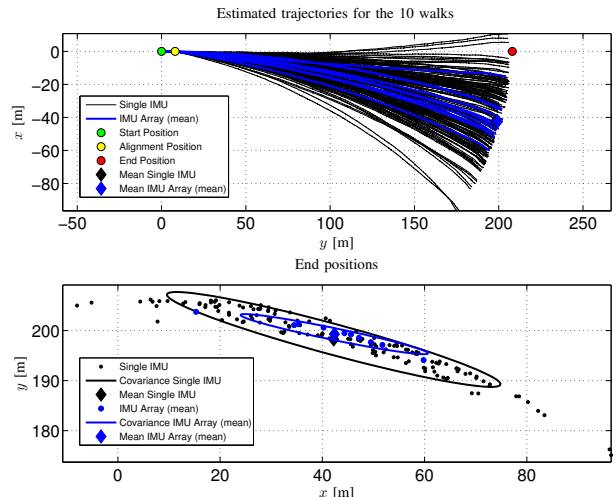 Estimated trajectories for the 10 walks
0
−20
−40
−60
−80
x [m]
Single IMU
IMU Array (mean)
Start Position
Alignment Position
End Position
Mean Single IMU
Mean IMU Array (mean)
−50 0 50 100 150 200 250
y [m]
End positions
200
190
180
y [m]
Single IMU
Covariance Single IMU
Mean Single IMU
IMU Array (mean)
Covariance IMU Array (mean)
Mean IMU Array (mean)
0 20 40 60 80
x [m]